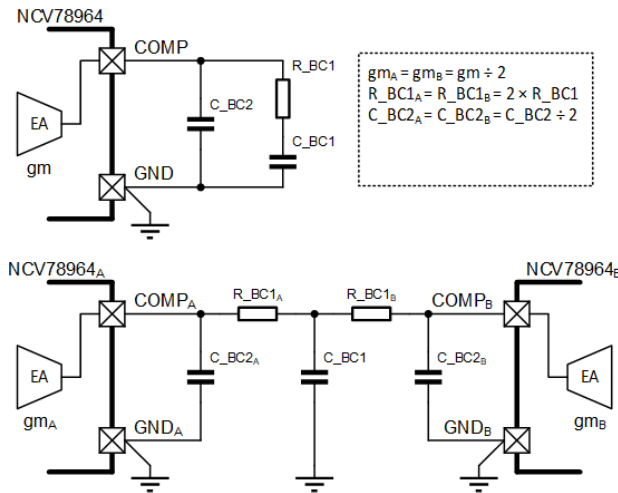 NCV78964
COMP
R_BC1
C_BC2
C_BC1
EA
gm
GND
gmA = gmB = gm ÷ 2
R_BC1A = R_BC1B = 2 × R_BC1
C_BC2A = C_BC2B = C_BC2 ÷ 2
NCV78964A
NCV78964B
COMPA
R_BC1A
R_BC1B
COMPB
C_BC2A
C_BC1
C_BC2B
EA
EA
gmA
gmB
GNDA
GNDB